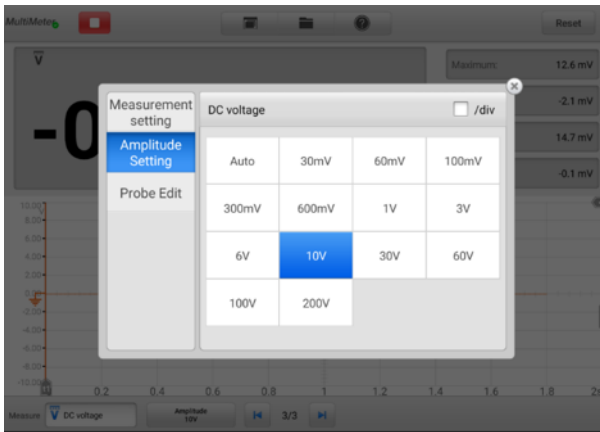 MultiMeter
Reset
V
Maximum: 12.6 mV
-2.1 mV
14.7 mV
-0.1 mV
-0
Measurement setting
Amplitude Setting
Probe Edit
DC voltage
/div
Auto 30mV 60mV 100mV
300mV 600mV 1V 3V
6V 10V 30V 60V
100V 200V
10.00
8.00
6.00
4.00
2.00
-2.00
-4.00
-6.00
-8.00
-10.00
0.2 0.4 0.6 0.8 1 1.2 1.4 1.6 1.8 2s
Measure V DC voltage
Amplitude
10V
3/3